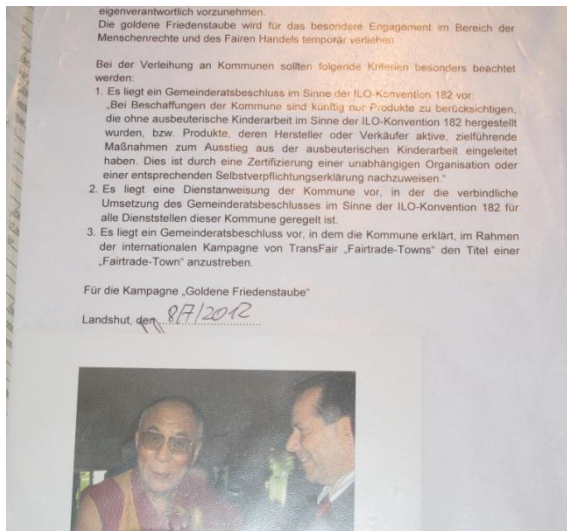 eigenverantwortlich vorzunehmen.
Die goldene Friedenstaube wird für das besondere Engagement im Bereich der
Menschenrechte und des Fairen Handels temporär verliehen.
Bei der Verleihung an Kommunen sollten folgende Kriterien besonders beachtet
werden:
1. Es liegt ein Gemeinderatsbeschluss im Sinne der ILO-Konvention 182 vor:
„Bei Beschaffungen der Kommune sind künftig nur Produkte zu berücksichtigen,
die ohne ausbeuterische Kinderarbeit im Sinne der ILO-Konvention 182 hergestellt
wurden, bzw. Produkte, deren Hersteller oder Verkäufer aktive, zielführende
Maßnahmen zum Ausstieg aus der ausbeuterischen Kinderarbeit eingeleitet
haben. Dies ist durch eine Zertifizierung einer unabhängigen Organisation oder
einer entsprechenden Selbstverpflichtungserklärung nachzuweisen.“
2. Es liegt eine Dienstanweisung der Kommune vor, in der die verbindliche
Umsetzung des Gemeinderatsbeschlusses im Sinne der ILO-Konvention 182 für
alle Dienststellen dieser Kommune geregelt ist.
3. Es liegt ein Gemeinderatsbeschluss vor, in dem die Kommune erklärt, im Rahmen
der internationalen Kampagne von TransFair „Fairtrade-Towns“ den Titel einer
„Fairtrade-Town“ anzustreben.
Für die Kampagne „Goldene Friedenstaube“
Landshut, den 8/7/2012